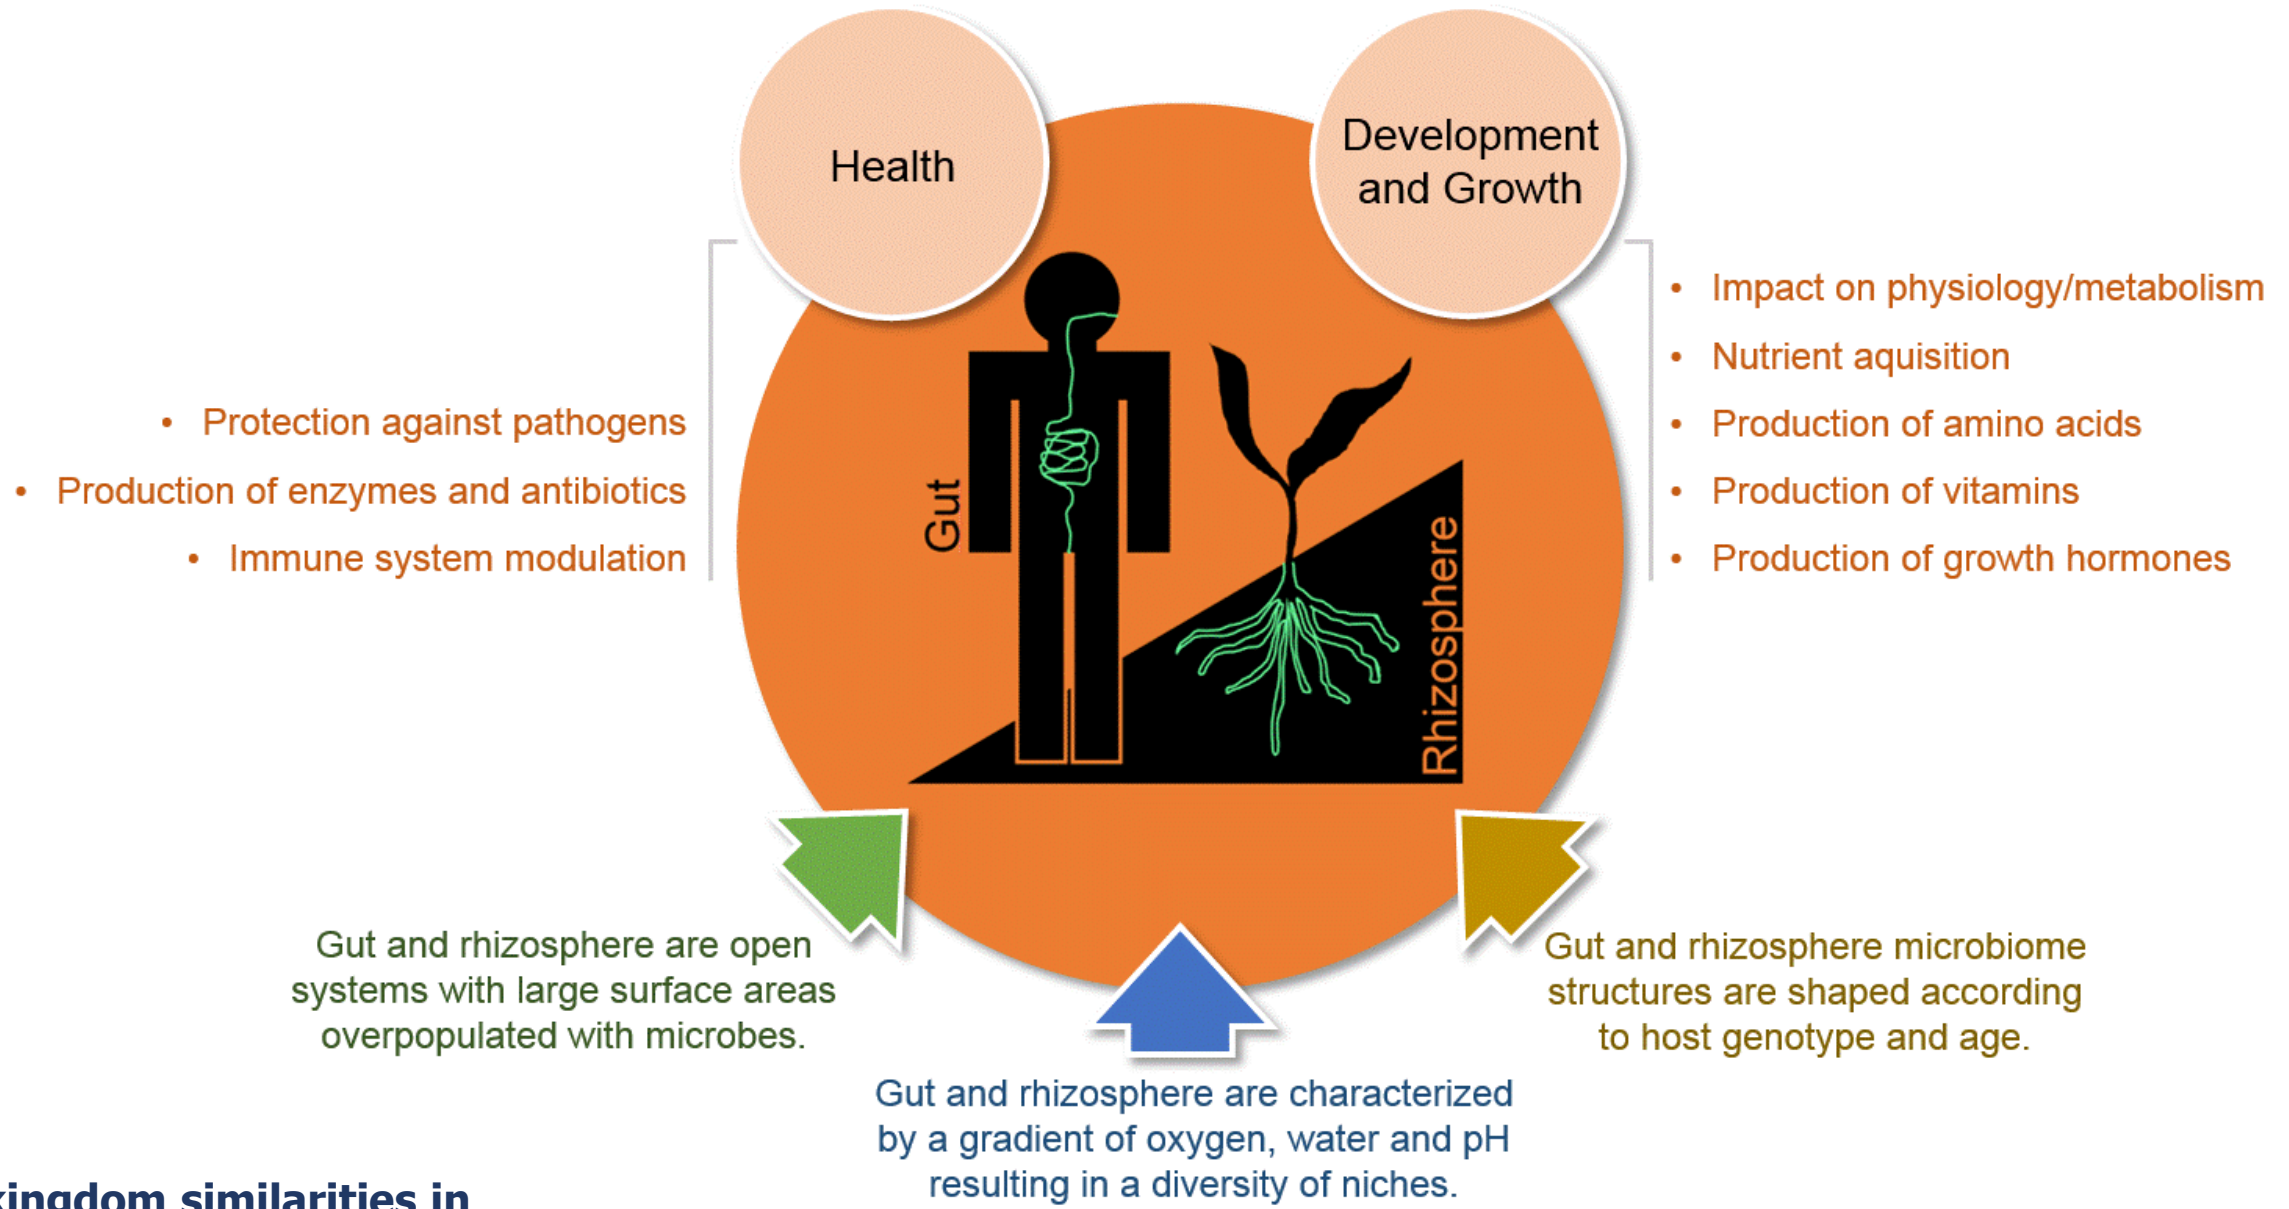 Health
Development
and Growth
• Protection against pathogens
• Production of enzymes and antibiotics
• Immune system modulation
• Impact on physiology/metabolism
• Nutrient aquisition
• Production of amino acids
• Production of vitamins
• Production of growth hormones
Gut
Rhizosphere
Gut and rhizosphere are open
systems with large surface areas
overpopulated with microbes.
Gut and rhizosphere are characterized
by a gradient of oxygen, water and pH
resulting in a diversity of niches.
Gut and rhizosphere microbiome
structures are shaped according
to host genotype and age.
kingdom similarities in